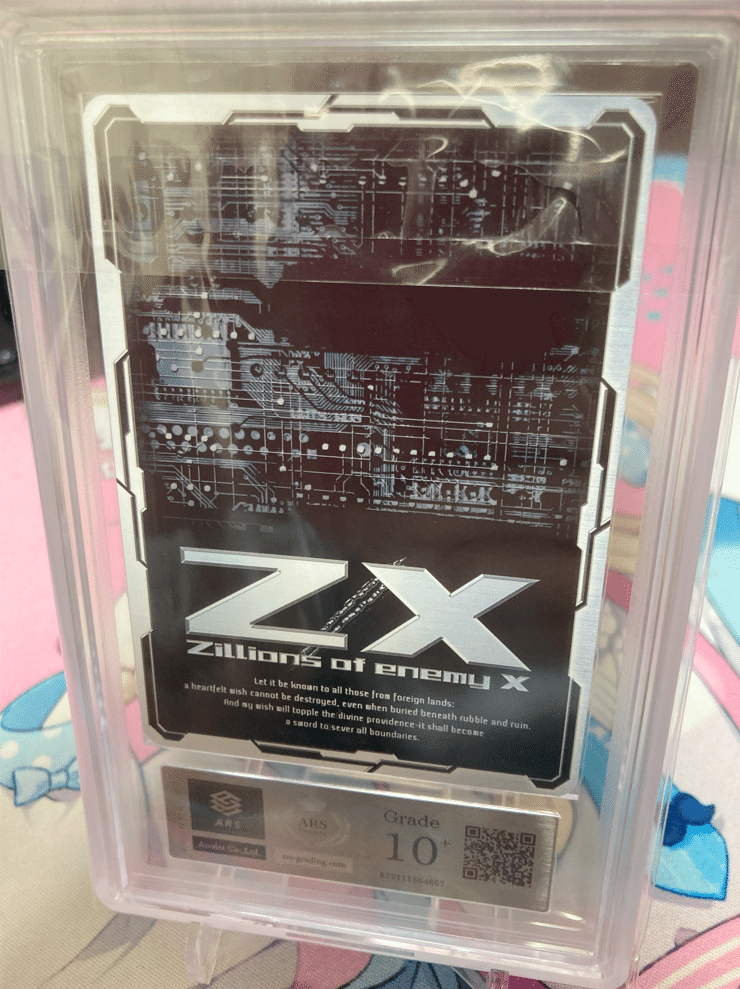 Z/X
Zillions of enemy X
Let it be known to all those from foreign lands:
a heartfelt wish cannot be destroyed, even when buried beneath rubble and ruin.
And my wish will topple the divine providence-it shall become
a sword to sever all boundaries.
ARS
ARS
Grade
10+
ars-grading.com